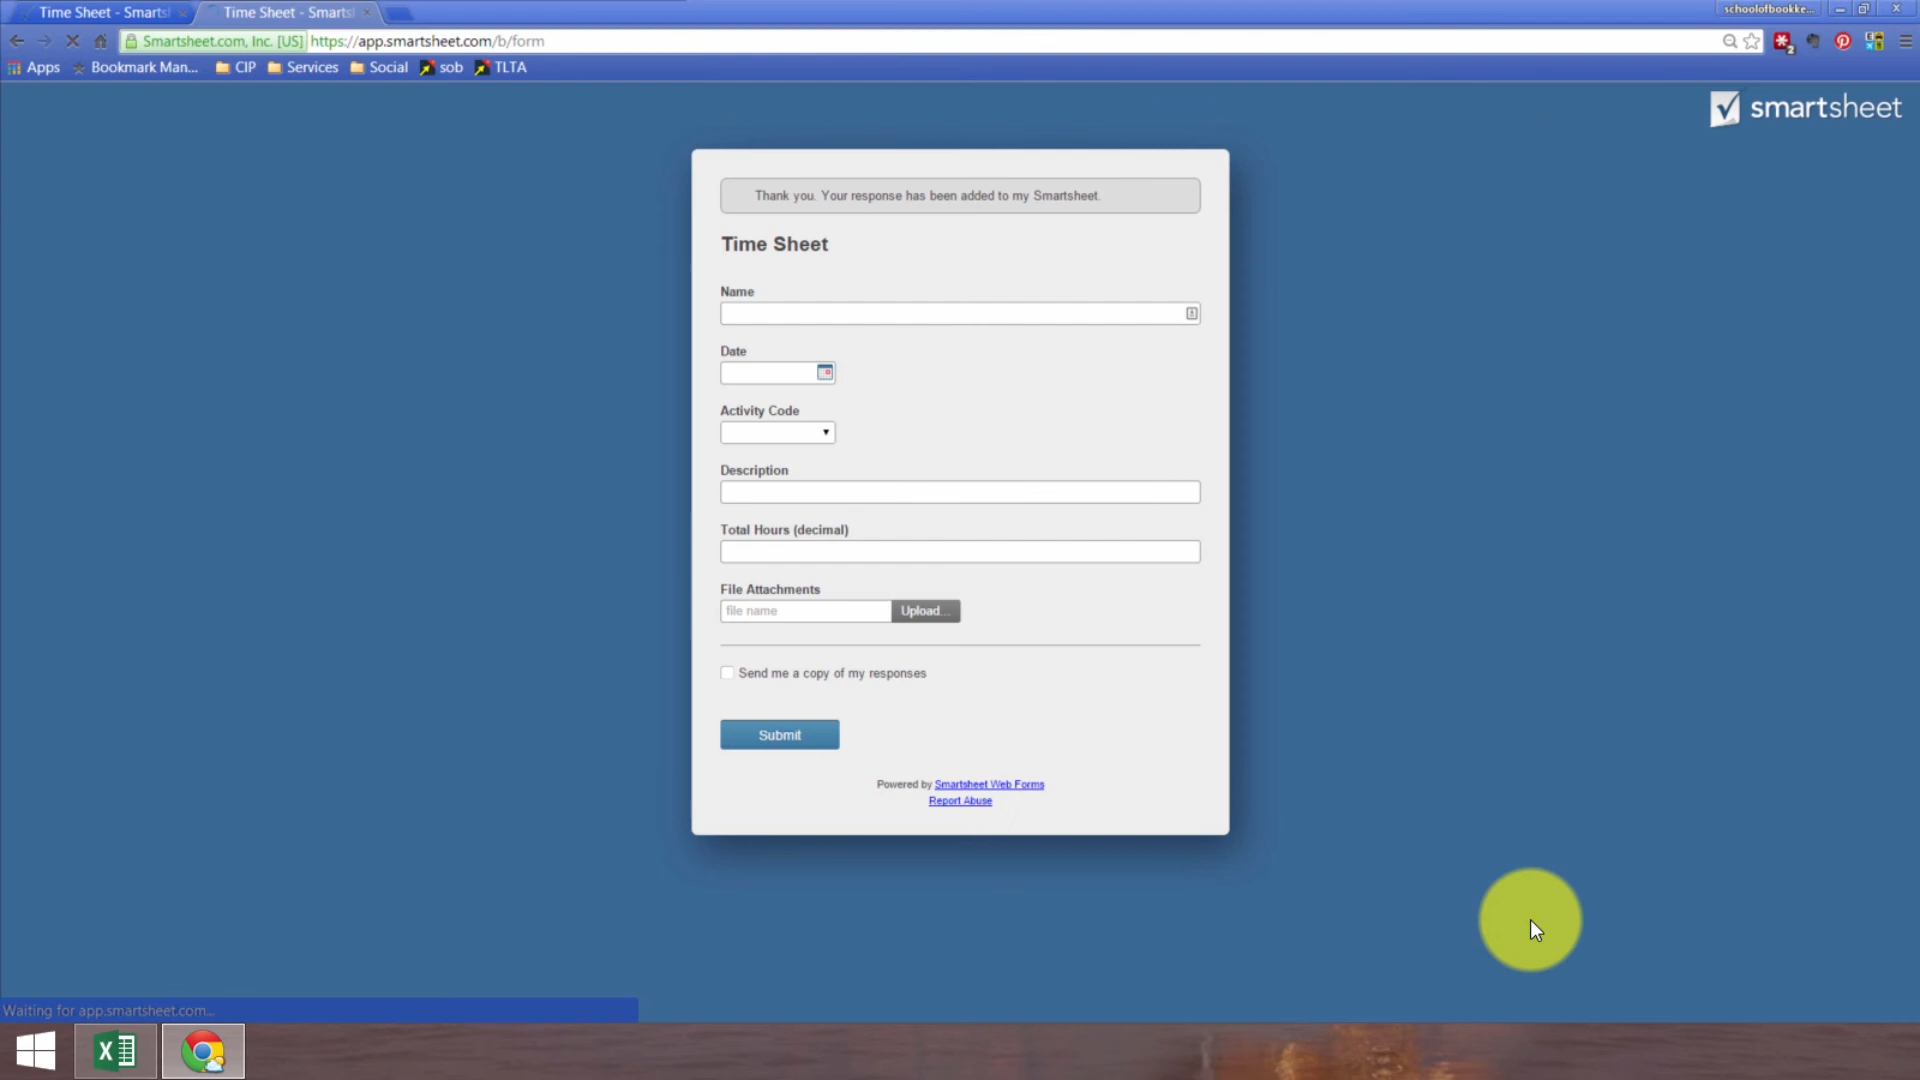 Time Sheet - Smarts
Time Sheet - Smarts
schoolofbookke...
Smartsheet.com, Inc. [US] https://app.smartsheet.com/b/form
2
Apps Bookmark Man... CIP Services Social sob TLTA
smartsheet
Thank you. Your response has been added to my Smartsheet.
Time Sheet
Name
Date
Activity Code
Description
Total Hours (decimal)
File Attachments
file name Upload...
Send me a copy of my responses
Submit
Powered by Smartsheet Web Forms
Report Abuse
Waiting for app.smartsheet.com...